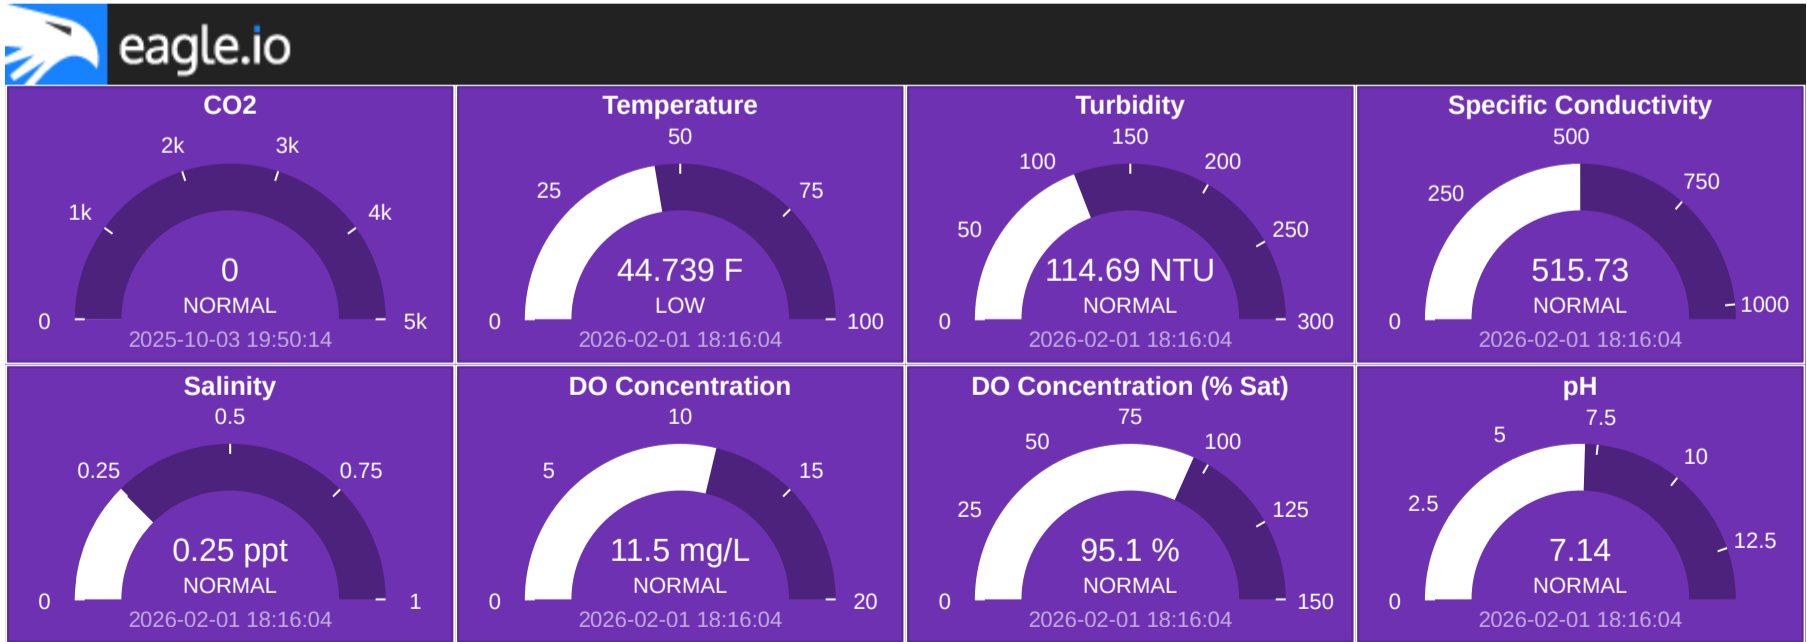 eagle.io
CO2
2k
3k
1k
4k
0
NORMAL
0
5k
2025-10-03 19:50:14
Temperature
50
25
75
44.739 F
LOW
0
100
2026-02-01 18:16:04
Turbidity
150
100
200
50
250
114.69 NTU
NORMAL
0
300
2026-02-01 18:16:04
Specific Conductivity
500
250
750
515.73
NORMAL
1000
0
2026-02-01 18:16:04
Salinity
0.5
0.25
0.75
0.25 ppt
NORMAL
0
1
2026-02-01 18:16:04
DO Concentration
10
5
15
11.5 mg/L
NORMAL
0
20
2026-02-01 18:16:04
DO Concentration (% Sat)
75
50
100
25
125
95.1 %
NORMAL
0
150
2026-02-01 18:16:04
pH
7.5
5
10
2.5
12.5
7.14
NORMAL
0
2026-02-01 18:16:04